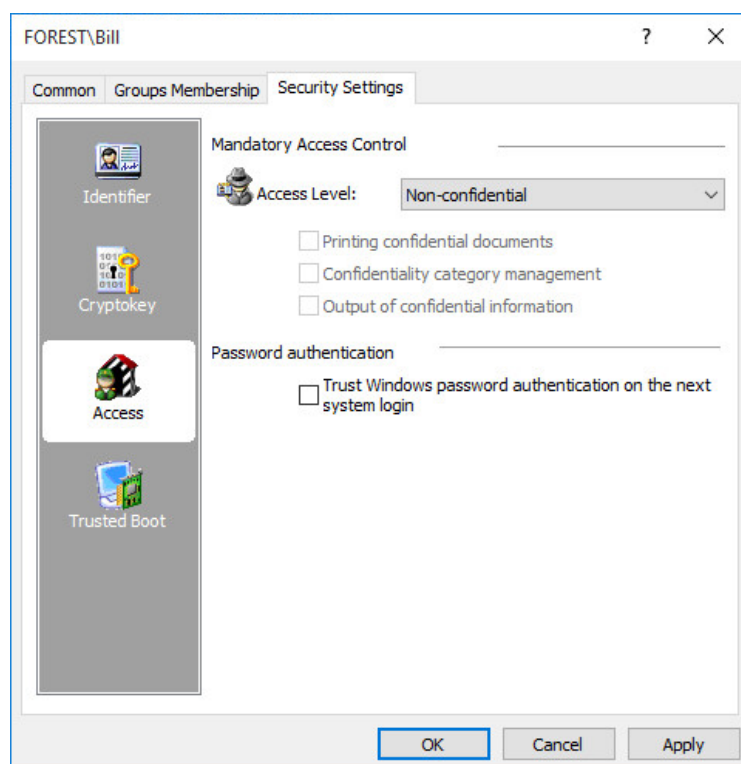 FOREST\Bill
?
Common
Groups Membership
Security Settings
Identifier
Cryptokey
Access
Trusted Boot
Mandatory Access Control
Access Level:
Non-confidential
Printing confidential documents
Confidentiality category management
Output of confidential information
Password authentication
Trust Windows password authentication on the next
system login
OK
Cancel
Apply